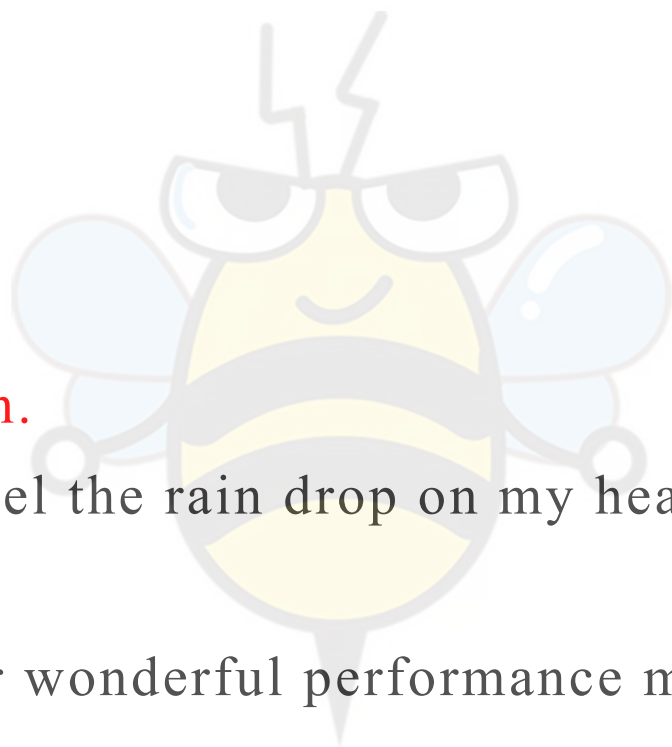 n.
el the rain drop on my hea
r wonderful performance m